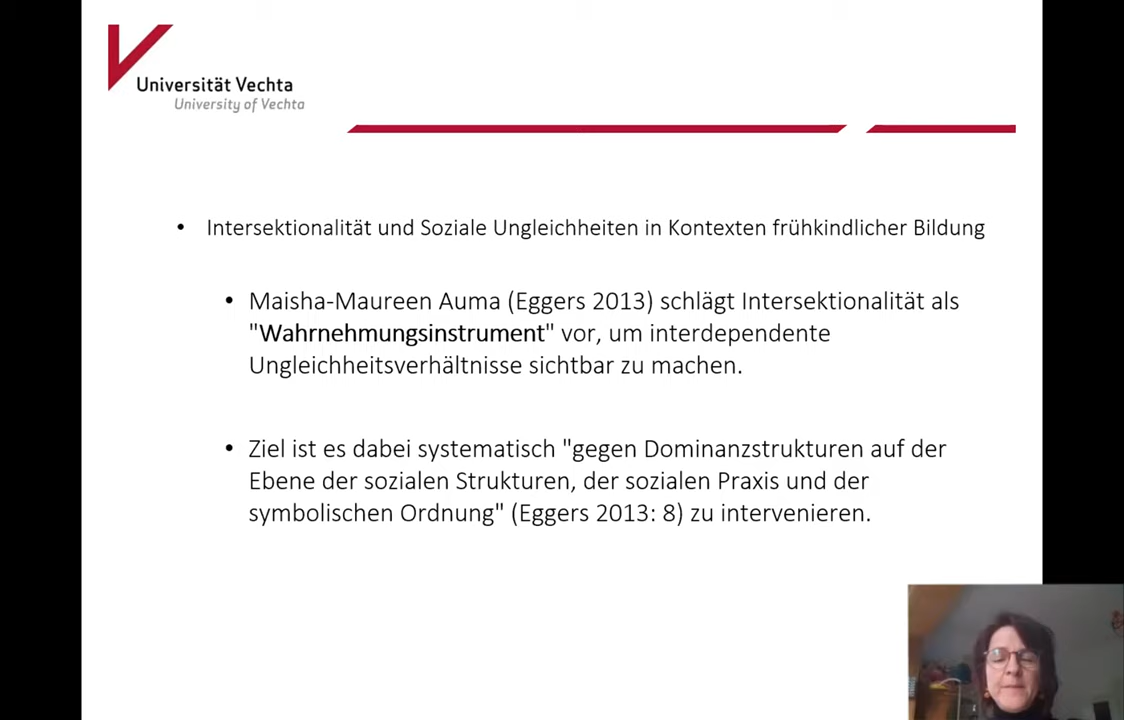 Universität Vechta
University of Vechta
• Intersektionalität und Soziale Ungleichheiten in Kontexten frühkindlicher Bildung
• Maisha-Maureen Auma (Eggers 2013) schlägt Intersektionalität als
"Wahrnehmungsinstrument" vor, um interdependente
Ungleichheitsverhältnisse sichtbar zu machen.
• Ziel ist es dabei systematisch "gegen Dominanzstrukturen auf der
Ebene der sozialen Strukturen, der sozialen Praxis und der
symbolischen Ordnung" (Eggers 2013: 8) zu intervenieren.